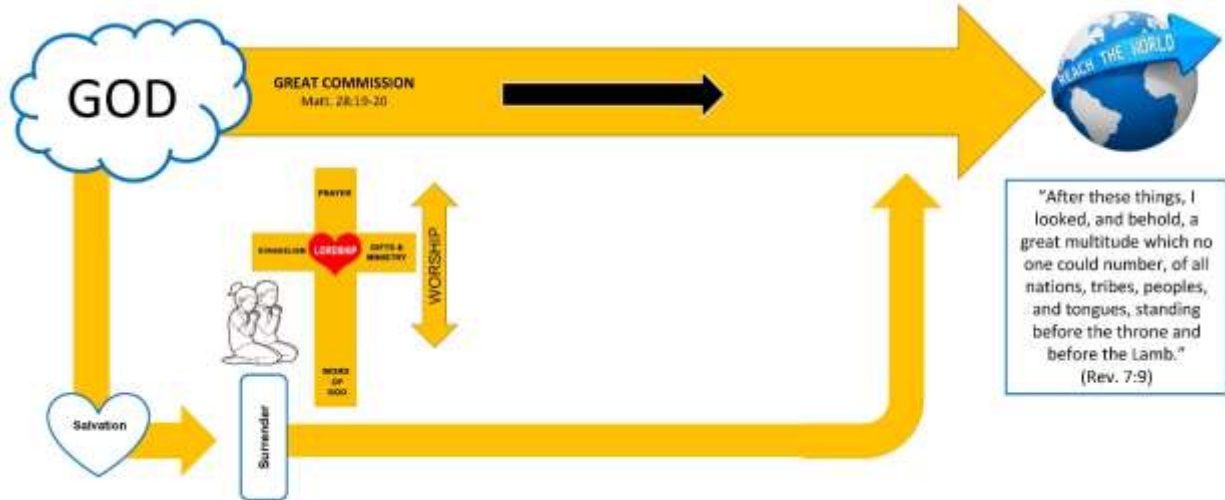 GOD
GREAT COMMISSION
Matt. 28:19-20
REACH THE WORLD
PRAYER
EVANGELISM
LORDSHIP
GIFTS &
MINISTRY
WORSHIP
WORD
OF
GOD
Salvation
Surrender
"After these things, I
looked, and behold, a
great multitude which no
one could number, of all
nations, tribes, peoples,
and tongues, standing
before the throne and
before the Lamb."
(Rev. 7:9)